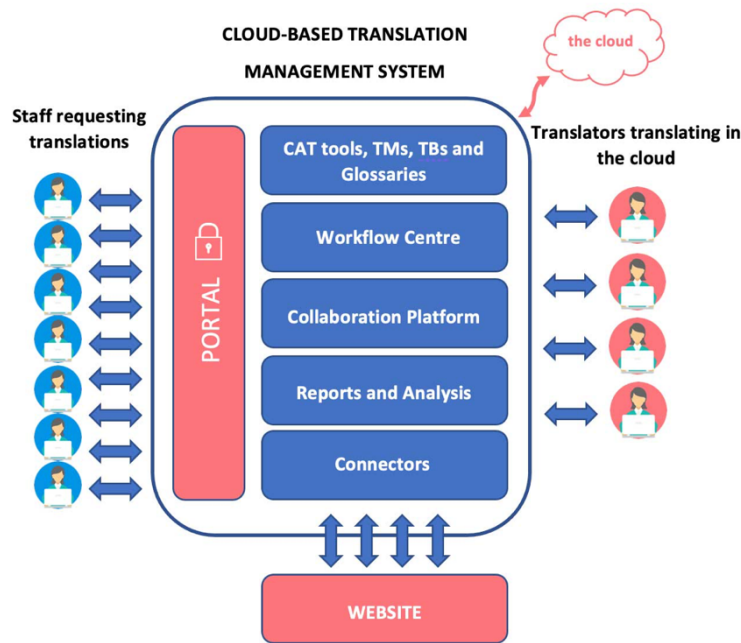 CLOUD-BASED TRANSLATION
MANAGEMENT SYSTEM
the cloud
Staff requesting
translations
PORTAL
CAT tools, TMs, TBs and
Glossaries
Workflow Centre
Collaboration Platform
Reports and Analysis
Connectors
Translators translating in
the cloud
WEBSITE